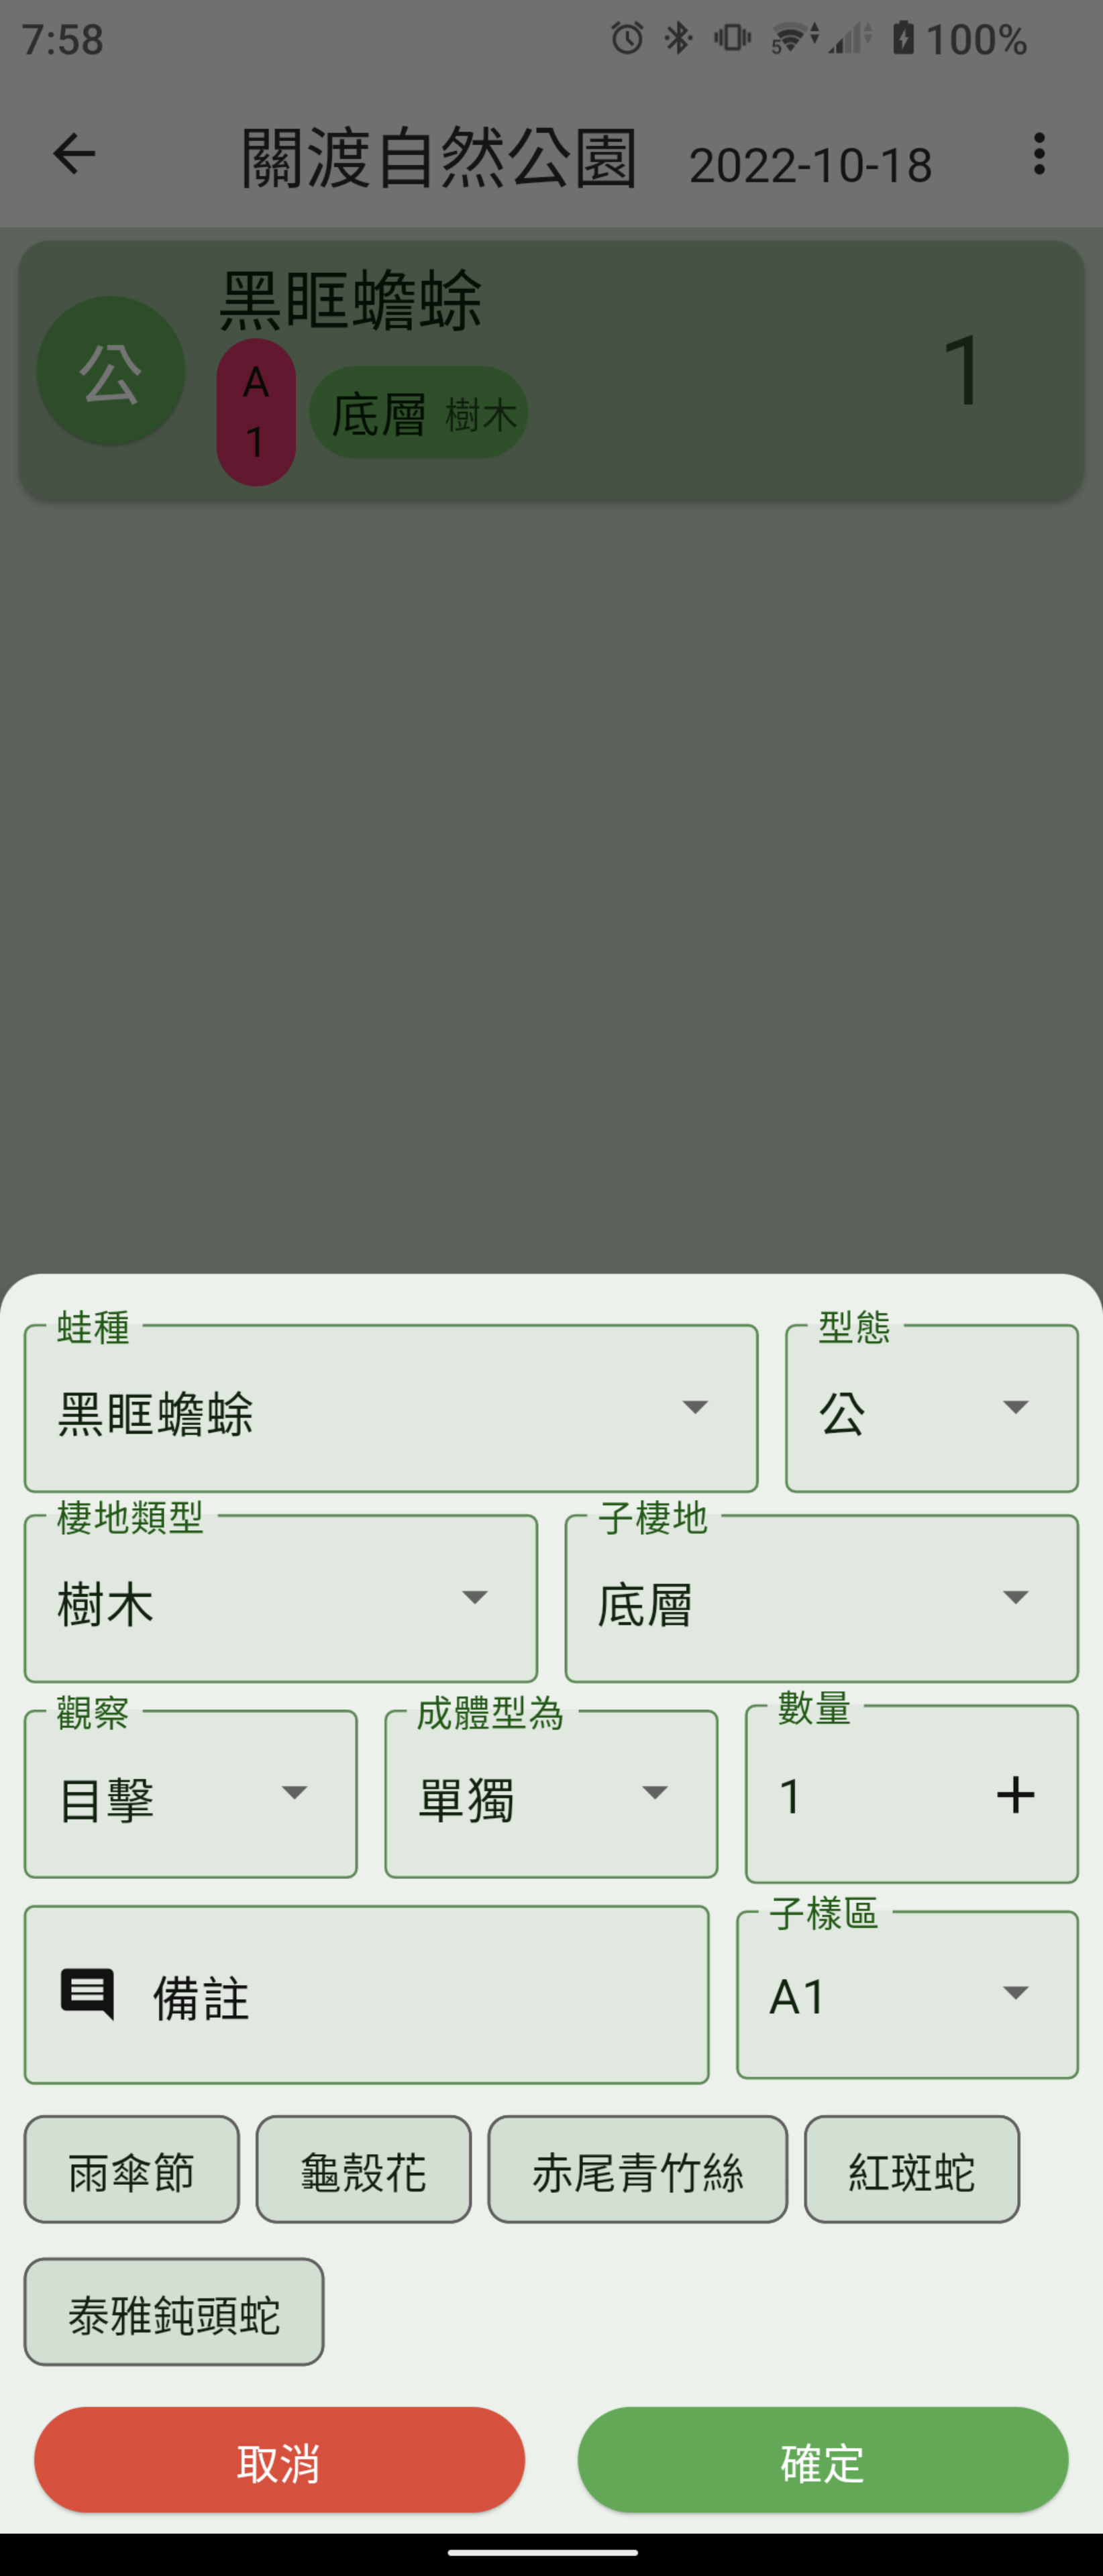 7:58 5 100%
關渡自然公園 2022-10-18
黑眶蟾蜍
公
A
1
底層 樹木
1
蛙種 型態
黑眶蟾蜍 公
棲地類型 子棲地
樹木 底層
觀察 成體型為 數量
目擊 單獨 1
子樣區
備註 A1
雨傘節 龜殼花 赤尾青竹絲 紅斑蛇
泰雅鈍頭蛇
取消 確定